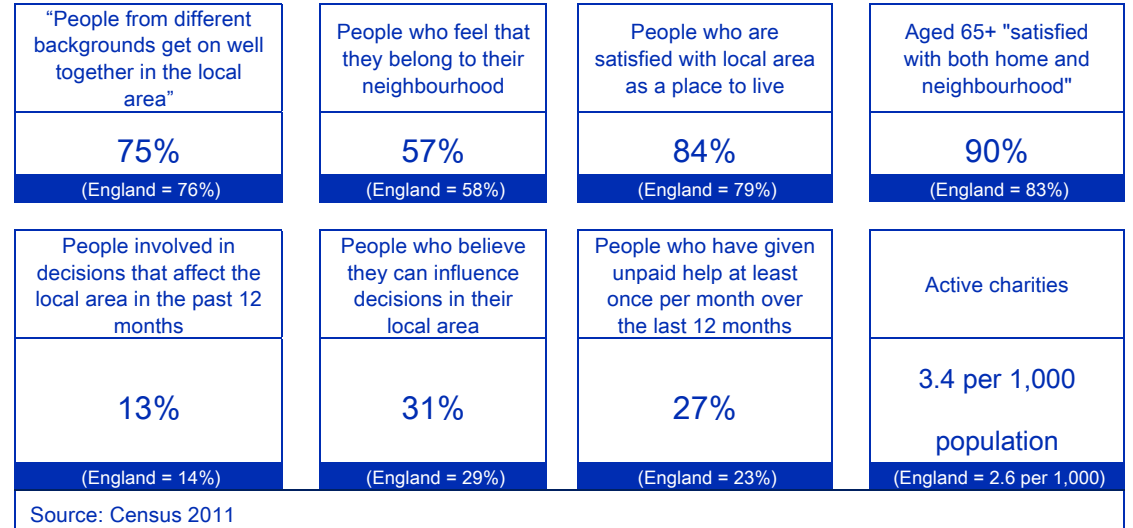 “People from different
backgrounds get on well
together in the local
area”
75%
(England = 76%)
People who feel that
they belong to their
neighbourhood
57%
(England = 58%)
People who are
satisfied with local area
as a place to live
84%
(England = 79%)
Aged 65+ "satisfied
with both home and
neighbourhood"
90%
(England = 83%)
People involved in
decisions that affect the
local area in the past 12
months
13%
(England = 14%)
People who believe
they can influence
decisions in their
local area
31%
(England = 29%)
People who have given
unpaid help at least
once per month over
the last 12 months
27%
(England = 23%)
Active charities
3.4 per 1,000
population
(England = 2.6 per 1,000)
Source: Census 2011